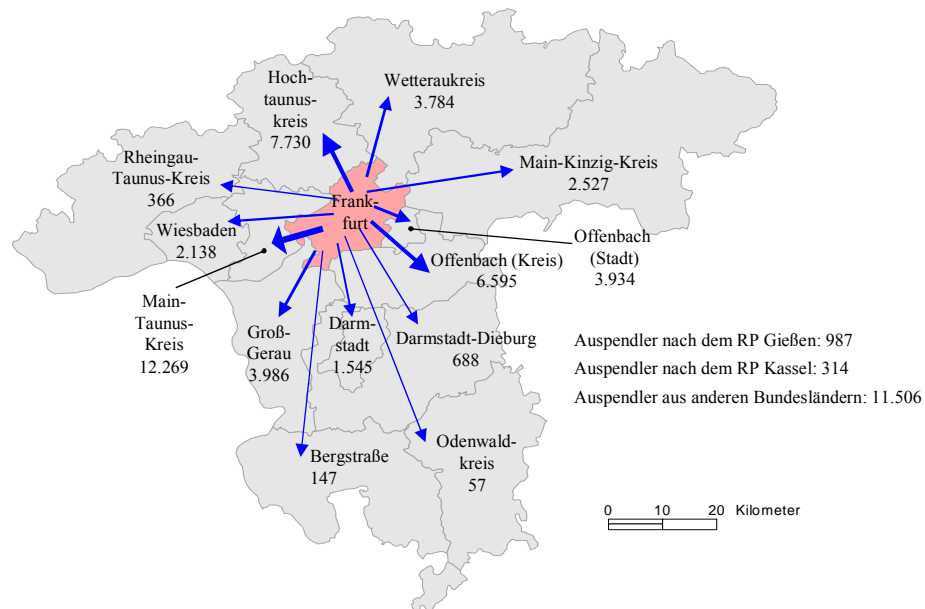 Hoch-
taunus-
kreis
7.730
Wetteraukreis
3.784
Rheingau-
Taunus-Kreis
366
Main-Kinzig-Kreis
2.527
Frank-
furt
Wiesbaden
2.138
Offenbach
(Stadt)
3.934
Offenbach (Kreis)
6.595
Main-
Taunus-
Kreis
12.269
Groß-
Gerau
3.986
Darm-
stadt
1.545
Darmstadt-Dieburg
688
Auspendler nach dem RP Gießen: 987
Auspendler nach dem RP Kassel: 314
Auspendler aus anderen Bundesländern: 11.506
Bergstraße
147
Odenwald-
kreis
57
0 10 20 Kilometer